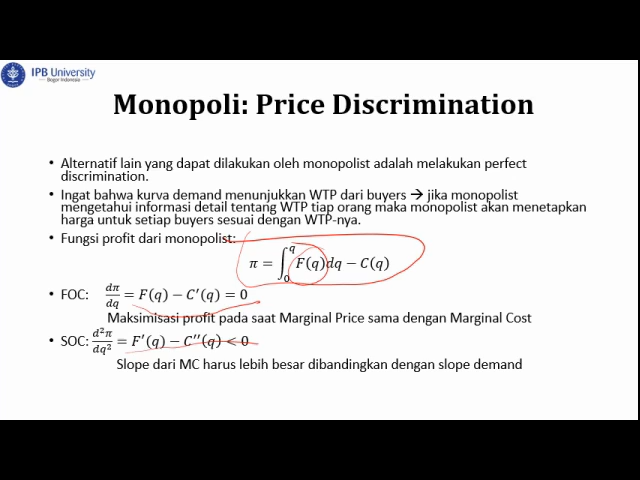 IPB University
Bogor Indonesia
Monopoli: Price Discrimination
• Alternatif lain yang dapat dilakukan oleh monopolist adalah melakukan perfect
discrimination.
• Ingat bahwa kurva demand menunjukkan WTP dari buyers → jika monopolist
mengetahui informasi detail tentang WTP tiap orang maka monopolist akan menetapkan
harga untuk setiap buyers sesuai dengan WTP-nya.
• Fungsi profit dari monopolist:
π = ∫₀^q F(q)dq − C(q)
• FOC: dπ/dq = F(q) − C′(q) = 0
Maksimisasi profit pada saat Marginal Price sama dengan Marginal Cost
• SOC: d²π/dq² = F′(q) − C′′(q) < 0
Slope dari MC harus lebih besar dibandingkan dengan slope demand